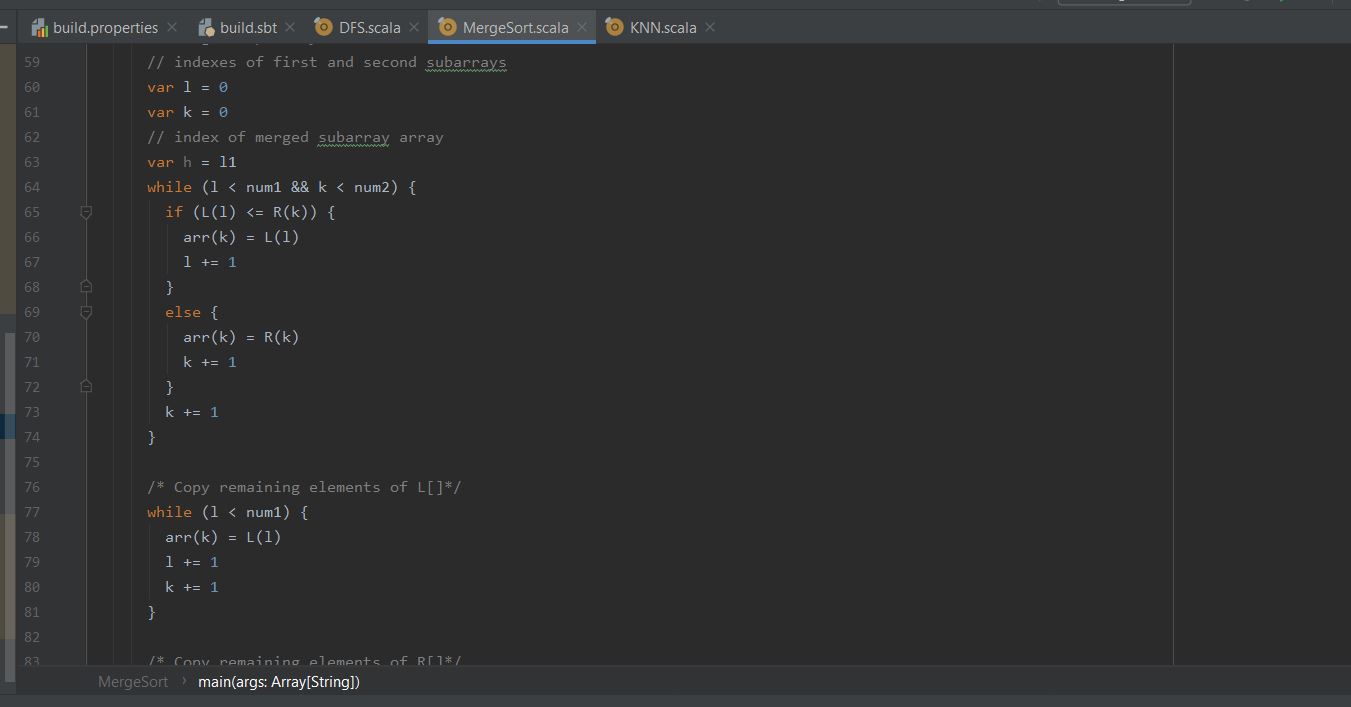 build.properties build.sbt DFS.scala MergeSort.scala KNN.scala
59 // indexes of first and second subarrays
60 var l = 0
61 var k = 0
62 // index of merged subarray array
63 var h = l1
64 while (l < num1 && k < num2) {
65 if (L(l) <= R(k)) {
66 arr(k) = L(l)
67 l += 1
68 }
69 else {
70 arr(k) = R(k)
71 k += 1
72 }
73 k += 1
74 }
75
76 /* Copy remaining elements of L[]*/
77 while (l < num1) {
78 arr(k) = L(l)
79 l += 1
80 k += 1
81 }
82
83 /* Copy remaining elements of R[]*/
MergeSort › main(args: Array[String])